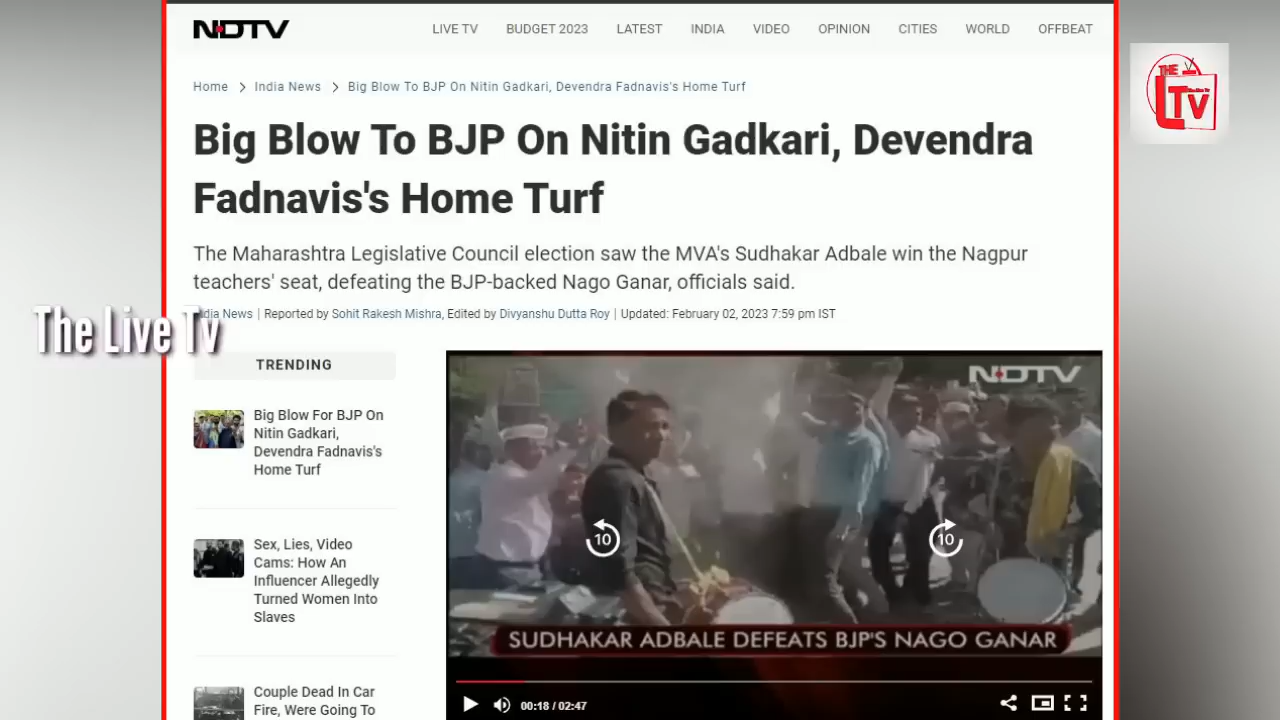 NDTV
LIVE TV BUDGET 2023 LATEST INDIA VIDEO OPINION CITIES WORLD OFFBEAT
THE
TV
Home > India News > Big Blow To BJP On Nitin Gadkari, Devendra Fadnavis's Home Turf
Big Blow To BJP On Nitin Gadkari, Devendra
Fadnavis's Home Turf
The Maharashtra Legislative Council election saw the MVA's Sudhakar Adbale win the Nagpur
teachers' seat, defeating the BJP-backed Nago Ganar, officials said.
India News | Reported by Sohit Rakesh Mishra, Edited by Divyanshu Dutta Roy | Updated: February 02, 2023 7:59 pm IST
The Live Tv
TRENDING
Big Blow For BJP On
Nitin Gadkari,
Devendra Fadnavis's
Home Turf
Sex, Lies, Video
Cams: How An
Influencer Allegedly
Turned Women Into
Slaves
Couple Dead In Car
Fire, Were Going To
NDTV
10
10
SUDHAKAR ADBALE DEFEATS BJP'S NAGO GANAR
00:18 / 02:47